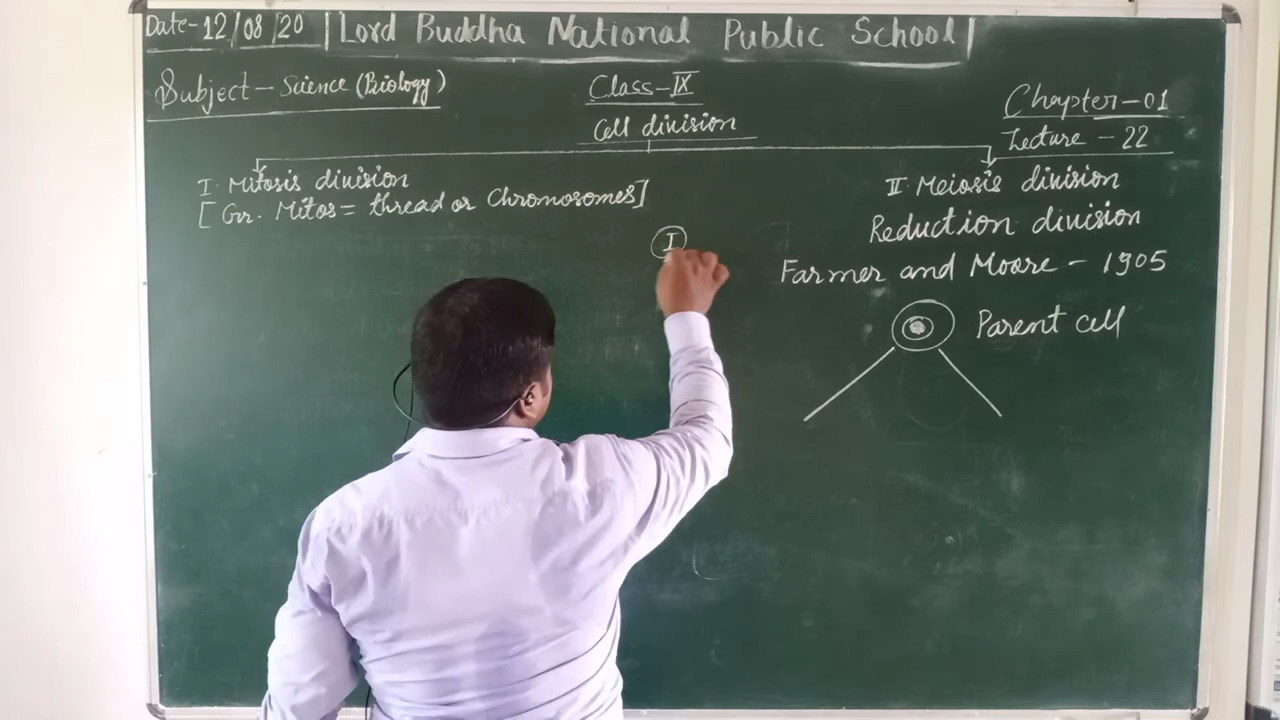 Date-12/08/20 | Lord Buddha National Public School |
Subject - Science (Biology)
Class-IX
Chapter-01
Cell division
Lecture - 22
I. Mitosis division
[Gr. Mitos = thread or Chromosomes]
II. Meiosis division
Reduction division
I
Farmer and Moore - 1905
Parent cell